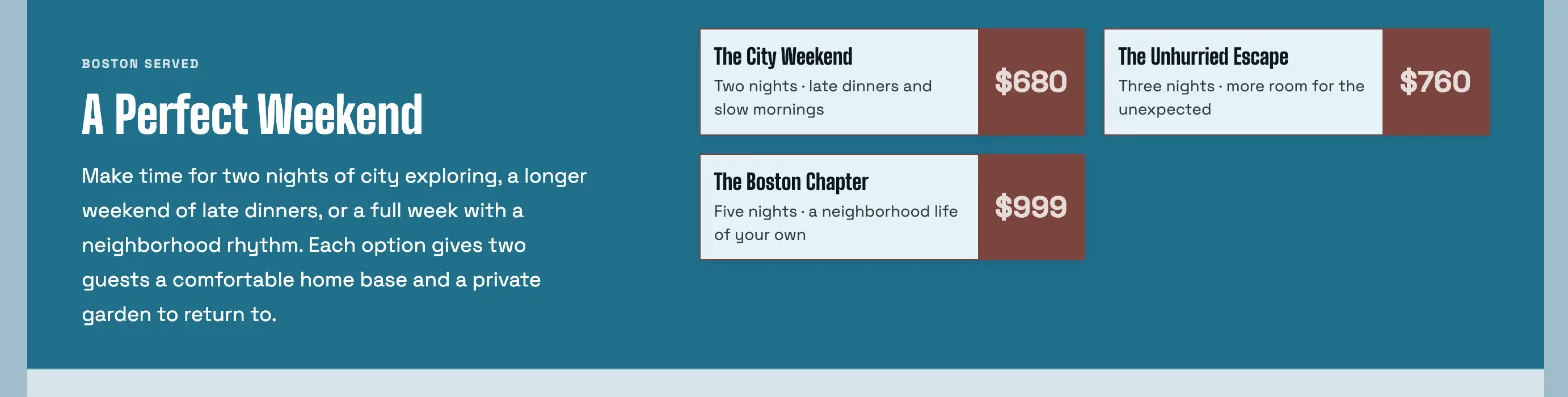 BOSTON SERVED
A Perfect Weekend
Make time for two nights of city exploring, a longer
weekend of late dinners, or a full week with a
neighborhood rhythm. Each option gives two
guests a comfortable home base and a private
garden to return to.
The City Weekend
Two nights · late dinners and
slow mornings
$680
The Unhurried Escape
Three nights · more room for the
unexpected
$760
The Boston Chapter
Five nights · a neighborhood life
of your own
$999